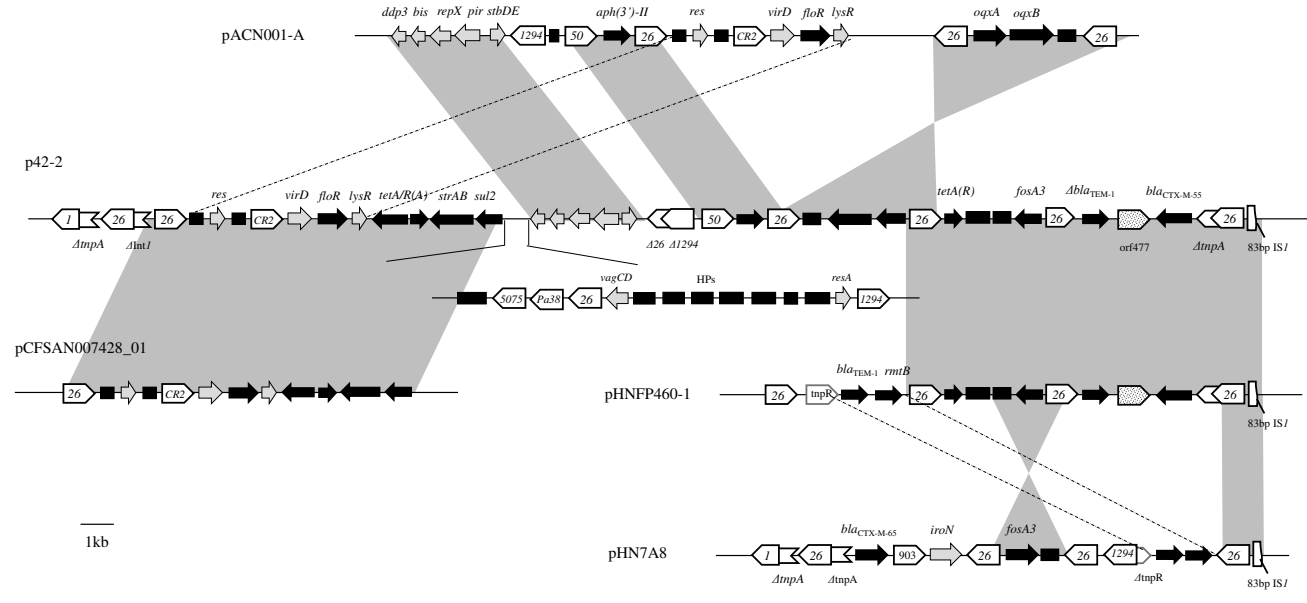 ddp3 bis repX pir stbDE aph(3')-II res virD floR lysR oqxA oqxB
pACN001-A 1294 50 26 CR2 26 26
p42-2
res virD floR lysR tetA/R(A) strAB sul2 tetA(R) fosA3 Δbla TEM-1 bla CTX-M-55
1 26 26 CR2 50 26 26 26 26
ΔtnpA ΔInt1 Δ26 Δ1294 orf477 ΔtnpA 83bp IS1
vagCD HPs resA
5075 Pa38 26 1294
pCFSAN007428_01
26 CR2
bla TEM-1 rmtB
pHNFP460-1 26 tnpR 26 26 26
83bp IS1
1kb
bla CTX-M-65 iroN fosA3
pHN7A8 1 26 903 26 26 1294 26
ΔtnpA ΔtnpA ΔtnpR 83bp IS1